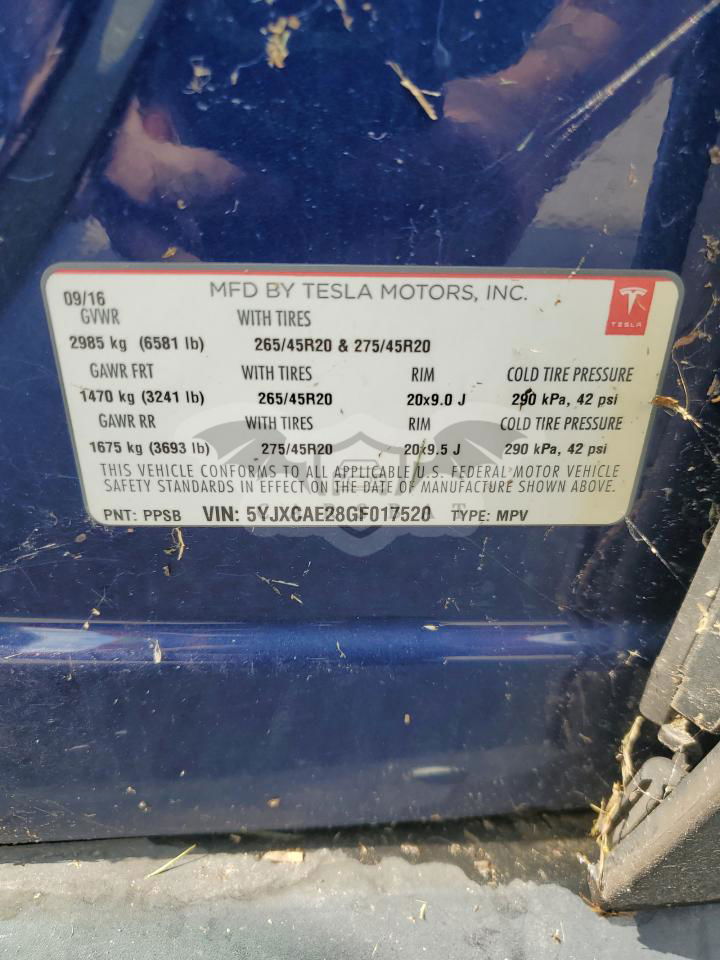 09/16 MFD BY TESLA MOTORS, INC.
GVWR WITH TIRES
2985 kg (6581 lb) 265/45R20 & 275/45R20
GAWR FRT WITH TIRES RIM COLD TIRE PRESSURE
1470 kg (3241 lb) 265/45R20 20x9.0 J 290 kPa, 42 psi
GAWR RR WITH TIRES RIM COLD TIRE PRESSURE
1675 kg (3693 lb) 275/45R20 20x9.5 J 290 kPa, 42 psi
THIS VEHICLE CONFORMS TO ALL APPLICABLE U.S. FEDERAL MOTOR VEHICLE
SAFETY STANDARDS IN EFFECT ON THE DATE OF MANUFACTURE SHOWN ABOVE.
PNT: PPSB VIN: 5YJXCAE28GF017520 TYPE: MPV
TESLA